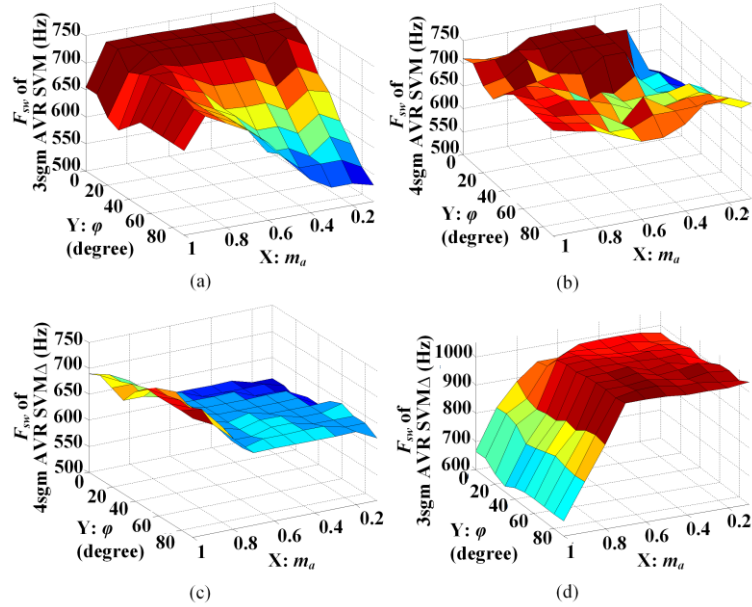 750
700
650
600
550
500
F_sw of
3sgm AVR SVM (Hz)
0
20
40
60
80
Y: φ
(degree)
1
0.8
0.6
0.4
0.2
X: m_a
(a)
750
700
650
600
550
500
F_sw of
4sgm AVR SVM (Hz)
0
20
40
60
80
Y: φ
(degree)
1
0.8
0.6
0.4
0.2
X: m_a
(b)
750
700
650
600
550
500
F_sw of
4sgm AVR SVMΔ (Hz)
0
20
40
60
80
Y: φ
(degree)
1
0.8
0.6
0.4
0.2
X: m_a
(c)
1000
900
800
700
600
F_sw of
3sgm AVR SVMΔ (Hz)
0
20
40
60
80
Y: φ
(degree)
1
0.8
0.6
0.4
0.2
X: m_a
(d)